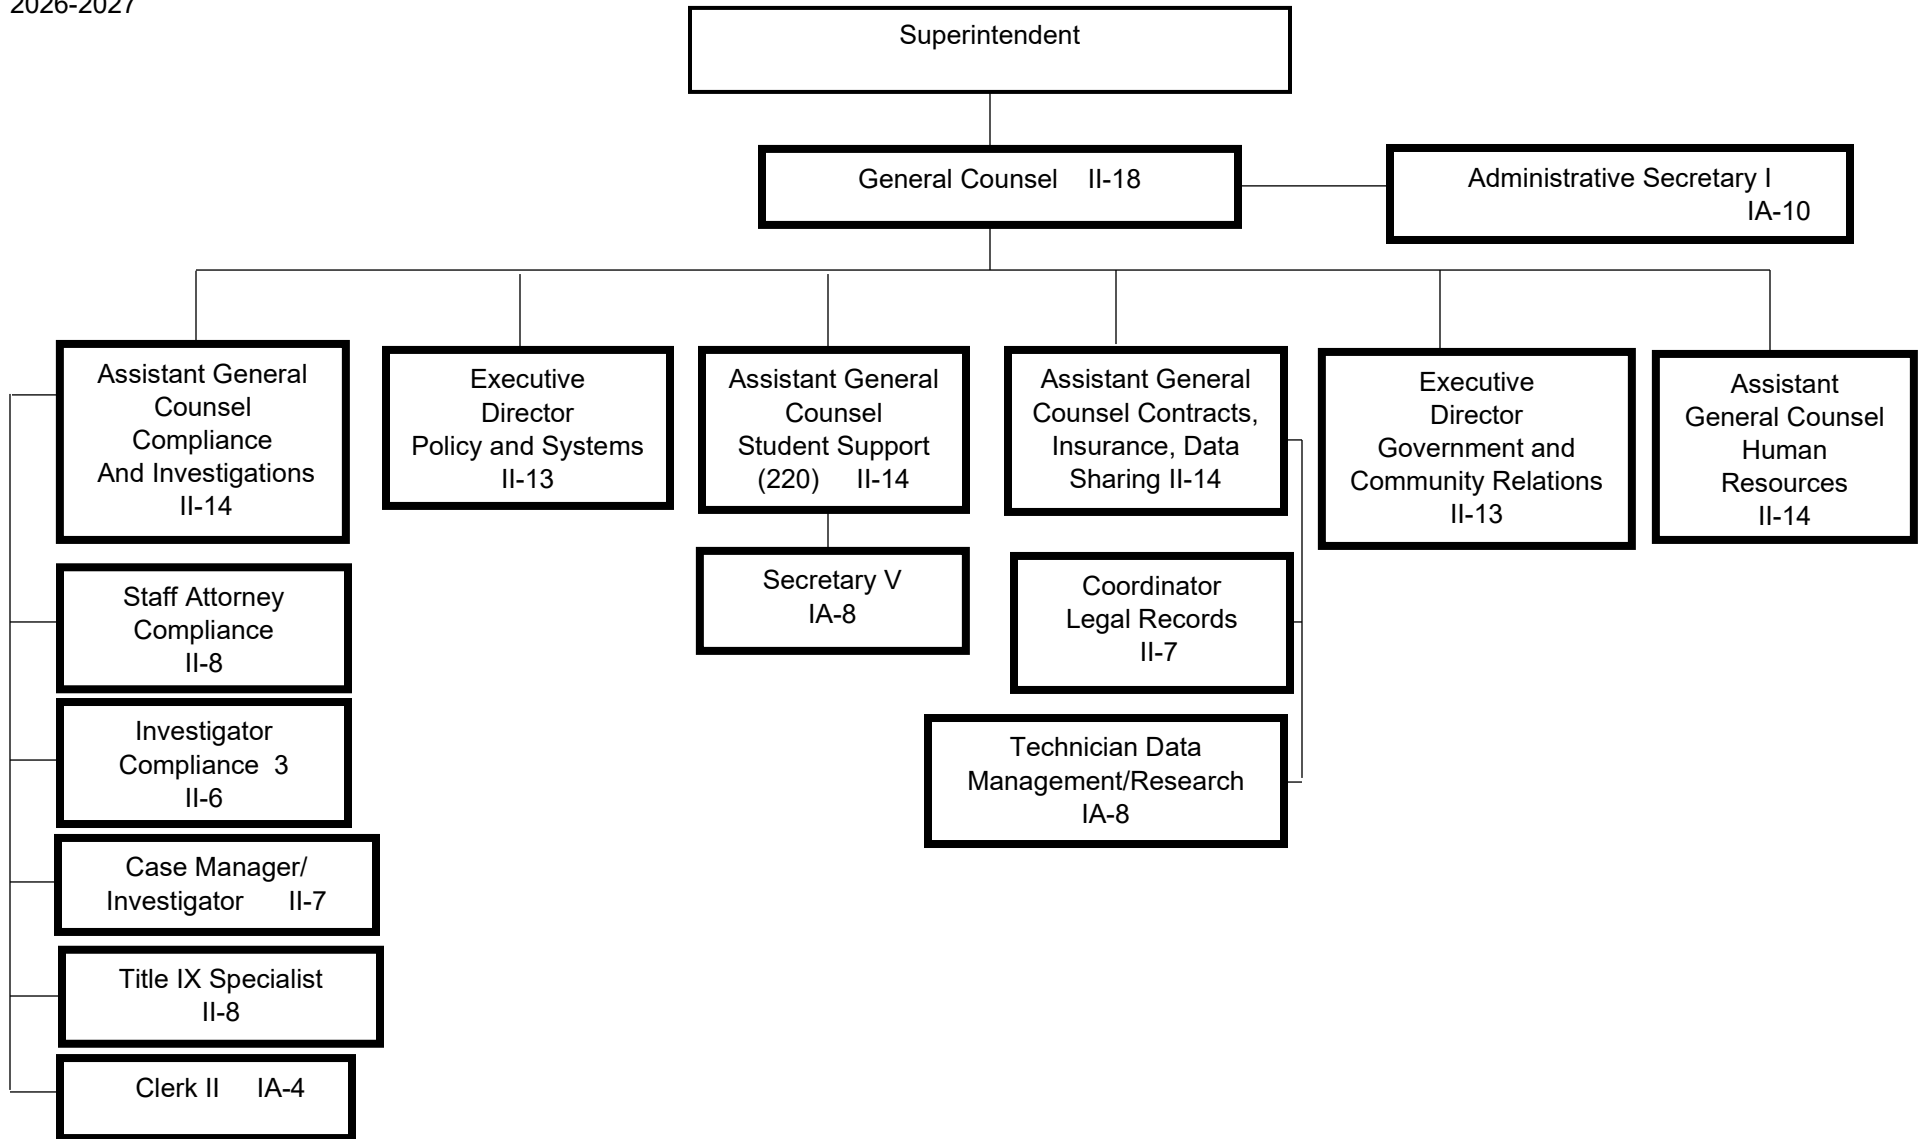 2026-2027
Superintendent
General Counsel II-18
Administrative Secretary I
IA-10
Assistant General
Counsel
Compliance
And Investigations
II-14
Executive
Director
Policy and Systems
II-13
Assistant General
Counsel
Student Support
(220) II-14
Assistant General
Counsel Contracts,
Insurance, Data
Sharing II-14
Executive
Director
Government and
Community Relations
II-13
Assistant
General Counsel
Human
Resources
II-14
Staff Attorney
Compliance
II-8
Secretary V
IA-8
Coordinator
Legal Records
II-7
Investigator
Compliance 3
II-6
Technician Data
Management/Research
IA-8
Case Manager/
Investigator II-7
Title IX Specialist
II-8
Clerk II IA-4